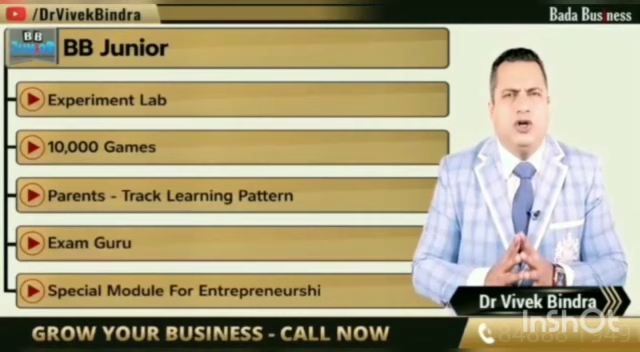 /DrVivekBindra
Bada Business
BB
JUNIOR
BB Junior
Experiment Lab
10,000 Games
Parents - Track Learning Pattern
Exam Guru
Special Module For Entrepreneurshi
Dr Vivek Bindra
GROW YOUR BUSINESS - CALL NOW
InShOt